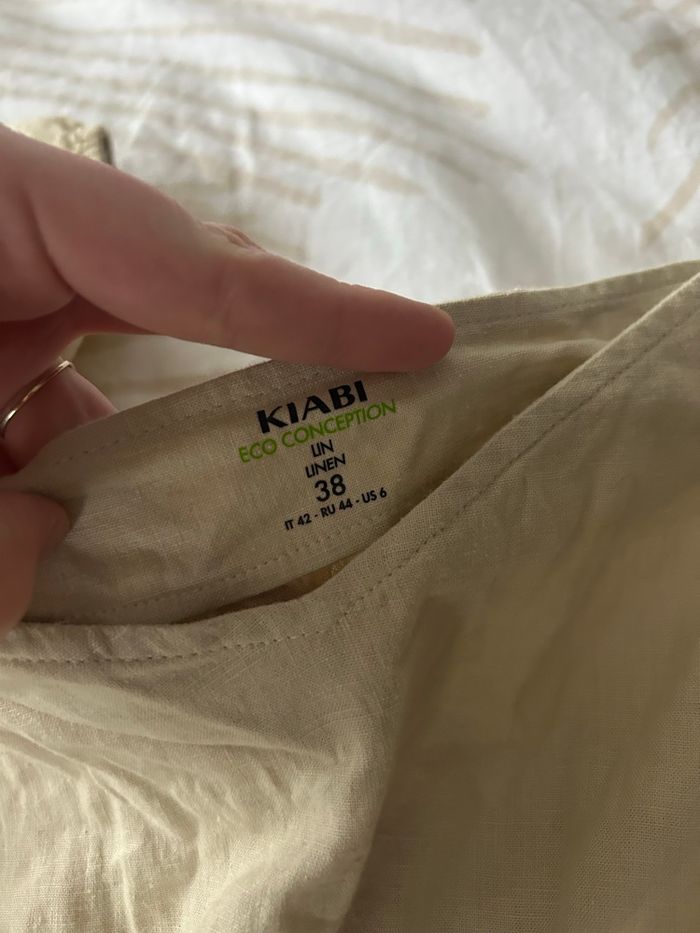 KIABI
ECO CONCEPTION
LIN
LINEN
38
IT 42 - RU 44 - US 6